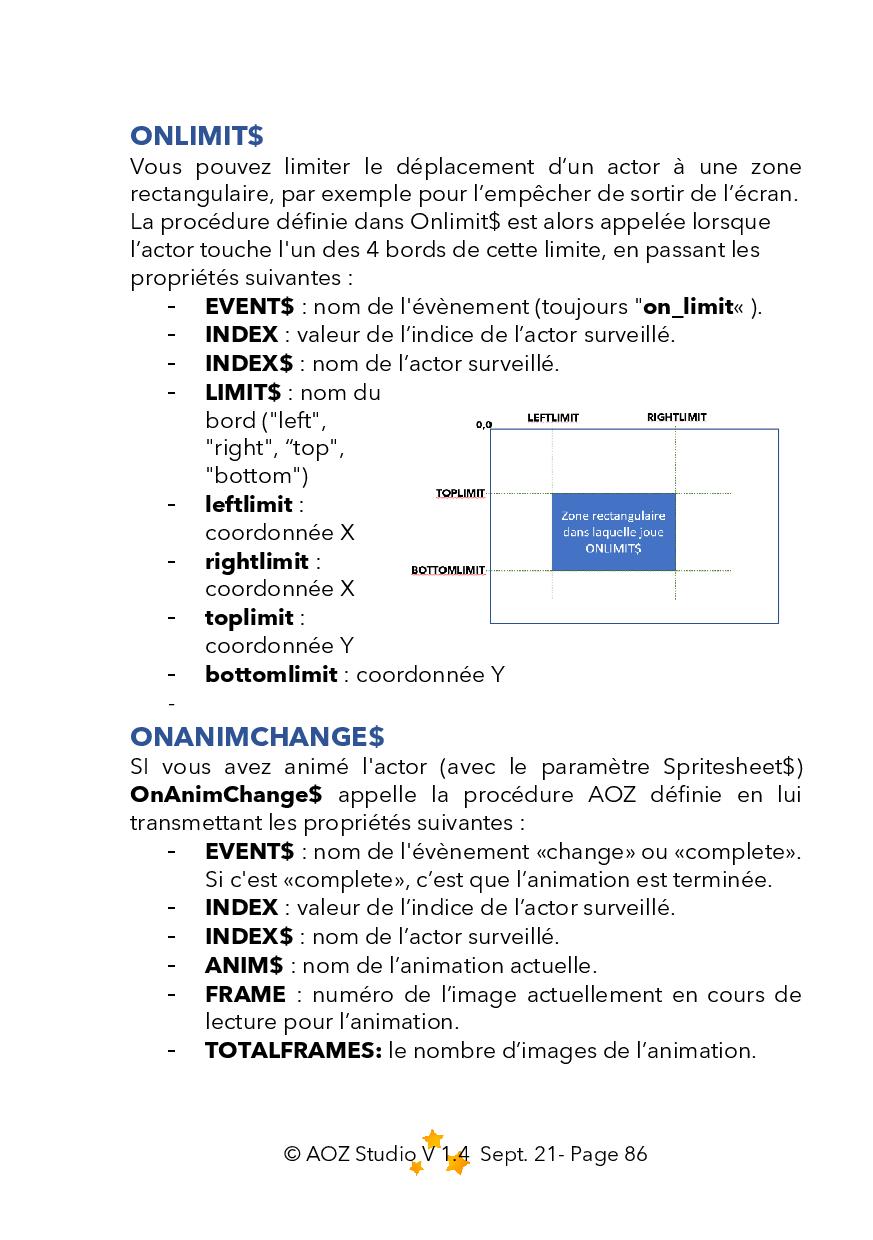 ONLIMIT$
Vous pouvez limiter le déplacement d’un actor à une zone
rectangulaire, par exemple pour l’empêcher de sortir de l’écran.
La procédure définie dans Onlimit$ est alors appelée lorsque
l’actor touche l'un des 4 bords de cette limite, en passant les
propriétés suivantes :
- EVENT$ : nom de l'évènement (toujours "on_limit« ).
- INDEX : valeur de l’indice de l’actor surveillé.
- INDEX$ : nom de l’actor surveillé.
- LIMIT$ : nom du
bord ("left",
"right", “top",
"bottom")
- leftlimit :
coordonnée X
- rightlimit :
coordonnée X
- toplimit :
coordonnée Y
- bottomlimit : coordonnée Y
-
0,0
LEFTLIMIT
RIGHTLIMIT
TOPLIMIT
Zone rectangulaire
dans laquelle joue
ONLIMIT$
BOTTOMLIMIT
ONANIMCHANGE$
SI vous avez animé l'actor (avec le paramètre Spritesheet$)
OnAnimChange$ appelle la procédure AOZ définie en lui
transmettant les propriétés suivantes :
- EVENT$ : nom de l'évènement «change» ou «complete».
Si c'est «complete», c’est que l’animation est terminée.
- INDEX : valeur de l’indice de l’actor surveillé.
- INDEX$ : nom de l’actor surveillé.
- ANIM$ : nom de l’animation actuelle.
- FRAME : numéro de l’image actuellement en cours de
lecture pour l’animation.
- TOTALFRAMES: le nombre d’images de l’animation.
© AOZ Studio V 1.4 Sept. 21- Page 86